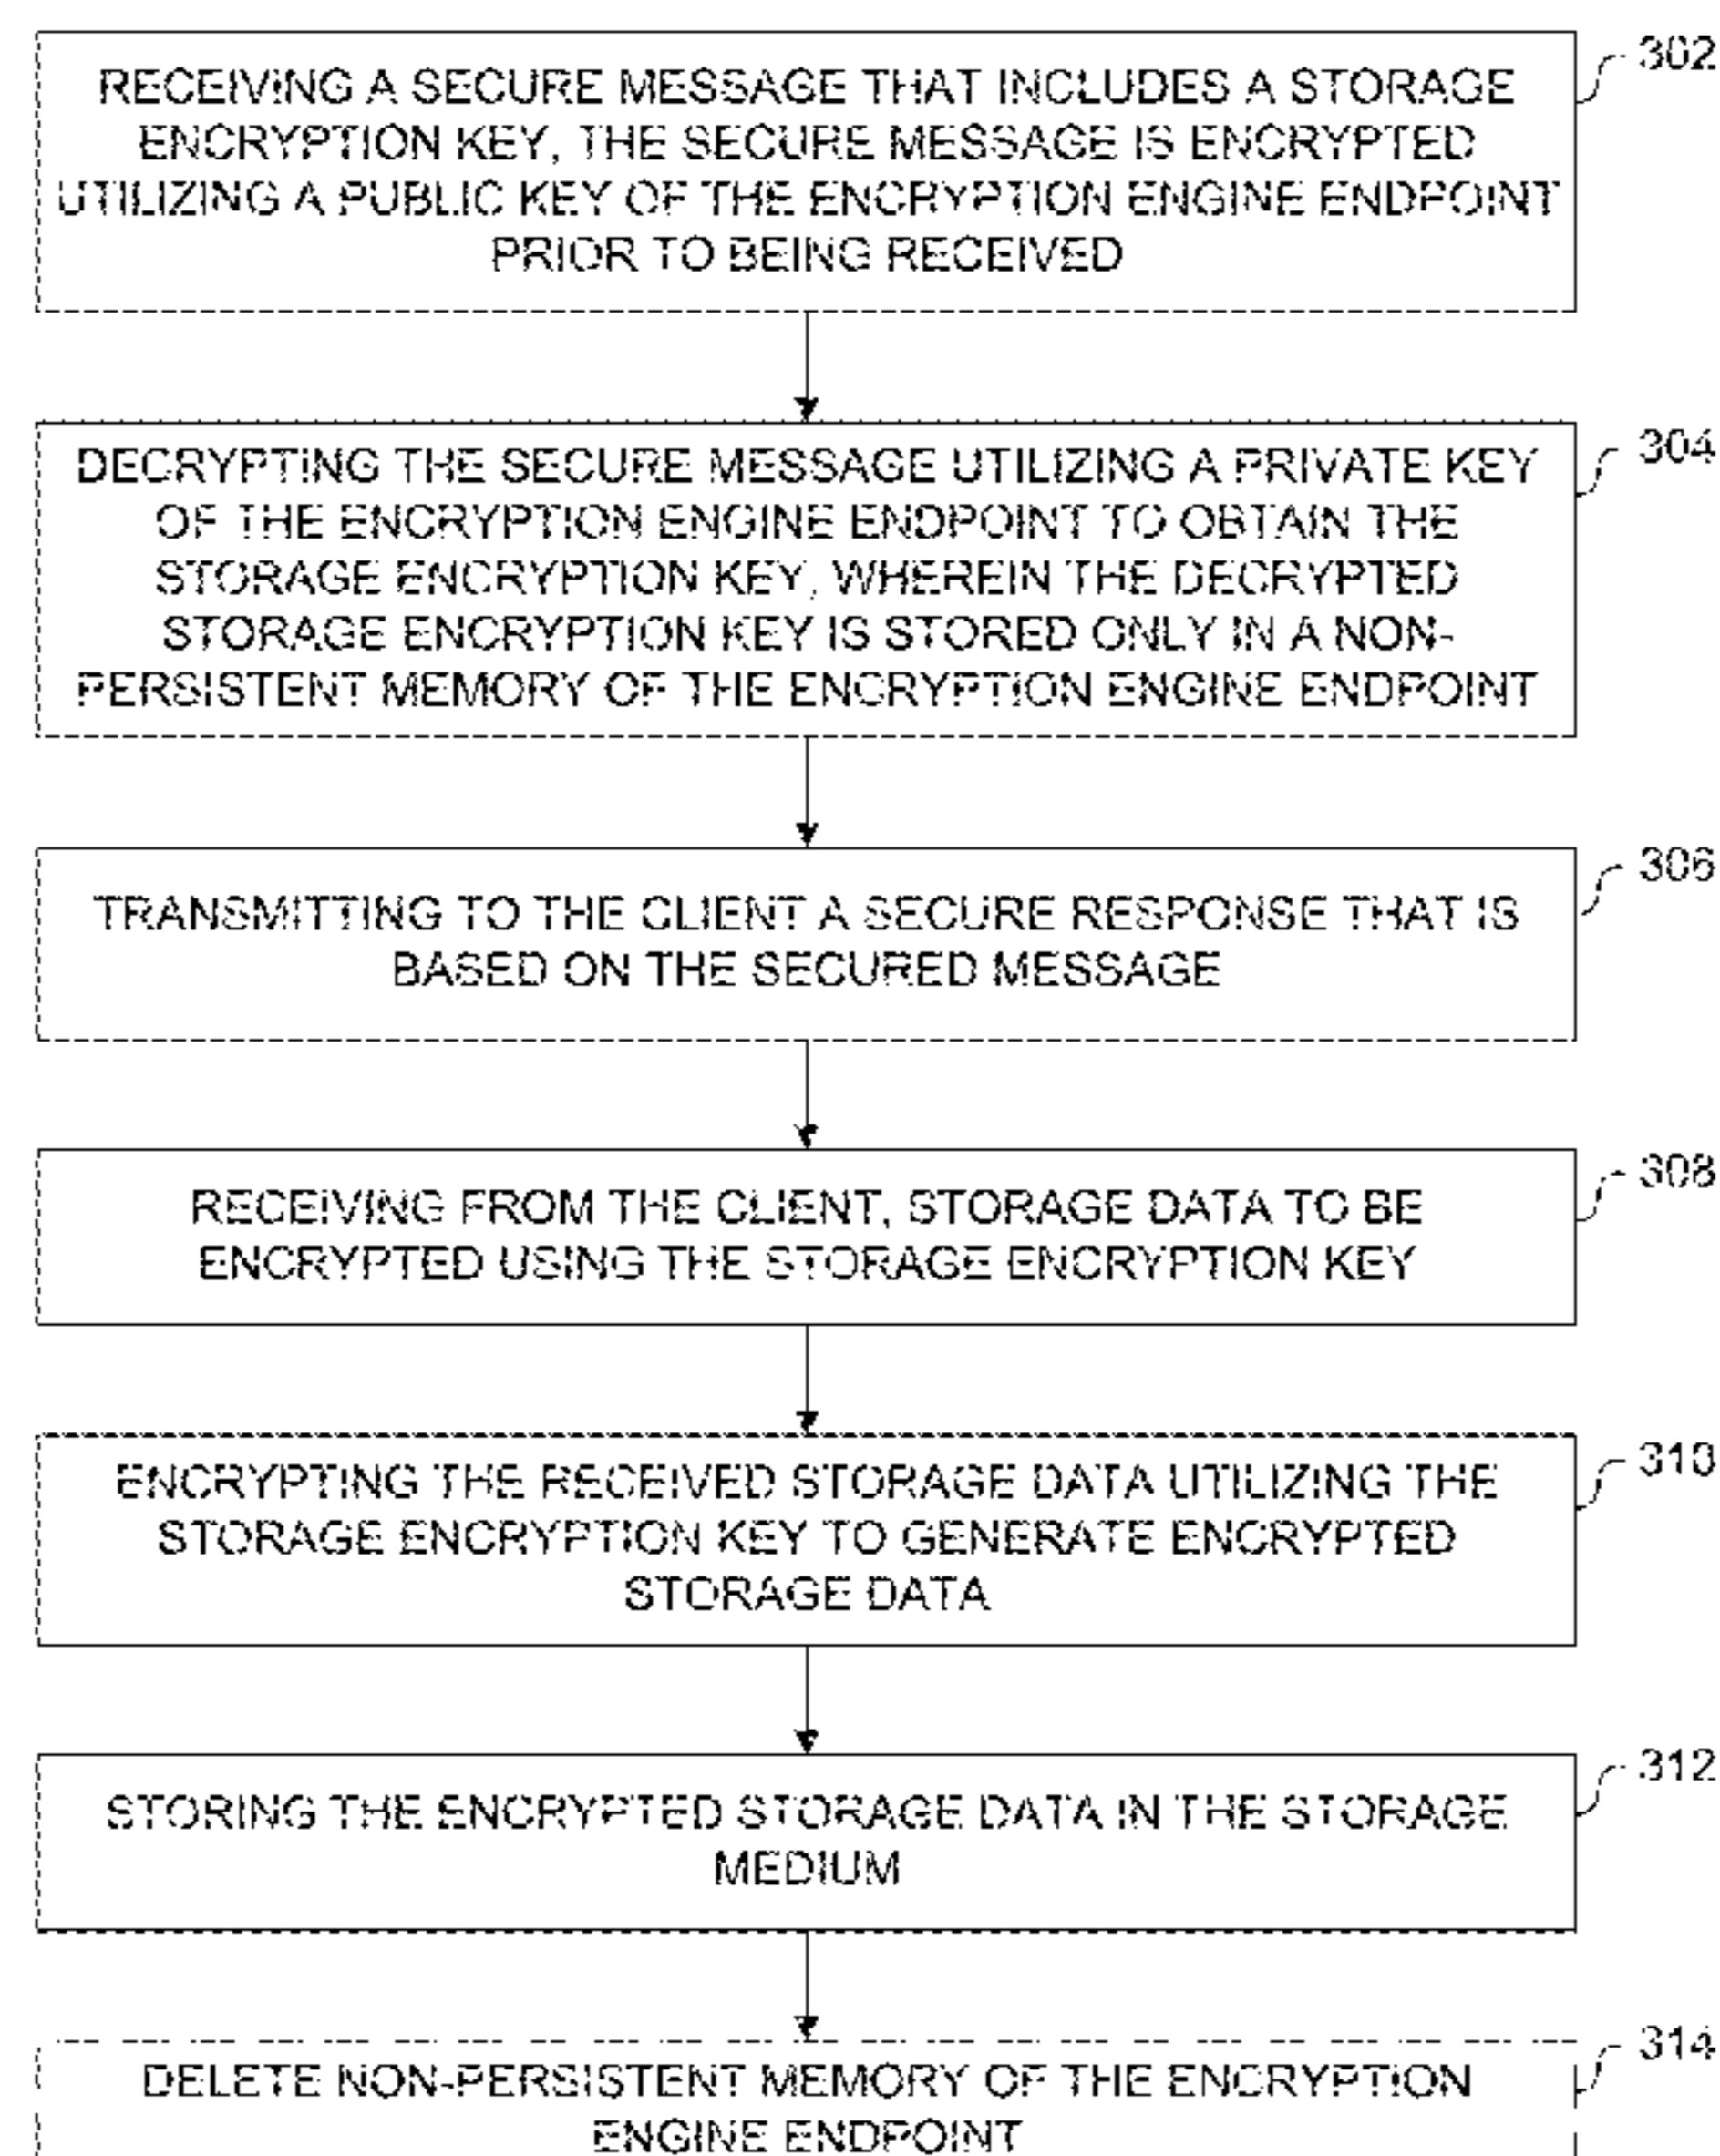 302
RECEIVING A SECURE MESSAGE THAT INCLUDES A STORAGE
ENCRYPTION KEY, THE SECURE MESSAGE IS ENCRYPTED
UTILIZING A PUBLIC KEY OF THE ENCRYPTION ENGINE ENDPOINT
PRIOR TO BEING RECEIVED
304
DECRYPTING THE SECURE MESSAGE UTILIZING A PRIVATE KEY
OF THE ENCRYPTION ENGINE ENDPOINT TO OBTAIN THE
STORAGE ENCRYPTION KEY, WHEREIN THE DECRYPTED
STORAGE ENCRYPTION KEY IS STORED ONLY IN A NON-
PERSISTENT MEMORY OF THE ENCRYPTION ENGINE ENDPOINT
306
TRANSMITTING TO THE CLIENT A SECURE RESPONSE THAT IS
BASED ON THE SECURED MESSAGE
308
RECEIVING FROM THE CLIENT, STORAGE DATA TO BE
ENCRYPTED USING THE STORAGE ENCRYPTION KEY
310
ENCRYPTING THE RECEIVED STORAGE DATA UTILIZING THE
STORAGE ENCRYPTION KEY TO GENERATE ENCRYPTED
STORAGE DATA
312
STORING THE ENCRYPTED STORAGE DATA IN THE STORAGE
MEDIUM
314
DELETE NON-PERSISTENT MEMORY OF THE ENCRYPTION
ENGINE ENDPOINT